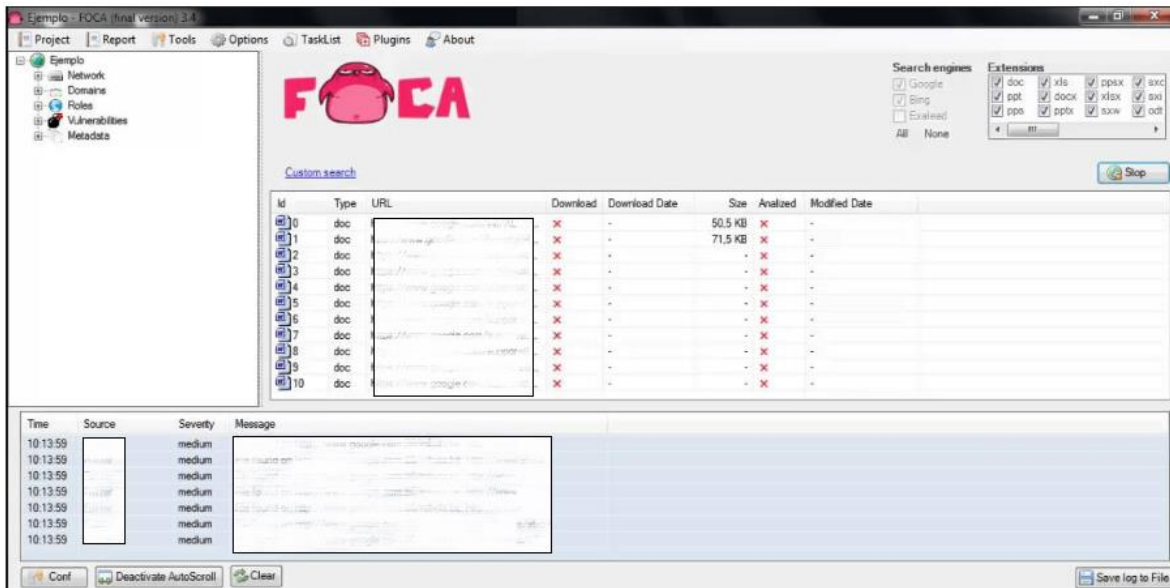 Ejemplo - FOCA (final version) 3.4
Project Report Tools Options TaskList Plugins About
Ejemplo
Network
Domains
Roles
Vulnerabilities
Metadata
FOCA
Search engines
Google
Bing
Exalead
All None
Extensions
doc xls ppsx sxc
ppt docx xlsx sxi
pps pptx sxw odt
Custom search
Stop
Id Type URL Download Download Date Size Analized Modified Date
0 doc - 50,5 KB -
1 doc - 71,5 KB -
2 doc - - -
3 doc - - -
4 doc - - -
5 doc - - -
6 doc - - -
7 doc - - -
8 doc - - -
9 doc - - -
10 doc - - -
Time Source Severity Message
10:13:59 medium
10:13:59 medium
10:13:59 medium
10:13:59 medium
10:13:59 medium
10:13:59 medium
10:13:59 medium
Conf Deactivate AutoScroll Clear Save log to File